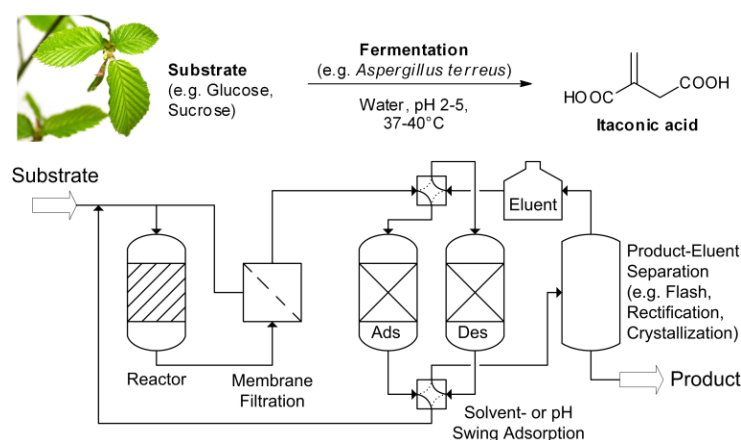 Substrate
(e.g. Glucose,
Sucrose)
Fermentation
(e.g. Aspergillus terreus)
Water, pH 2-5,
37-40°C
HOOC
COOH
Itaconic acid
Substrate
Eluent
Product-Eluent
Separation
(e.g. Flash,
Rectification,
Crystallization)
Ads
Des
Reactor
Membrane
Filtration
Product
Solvent- or pH
Swing Adsorption